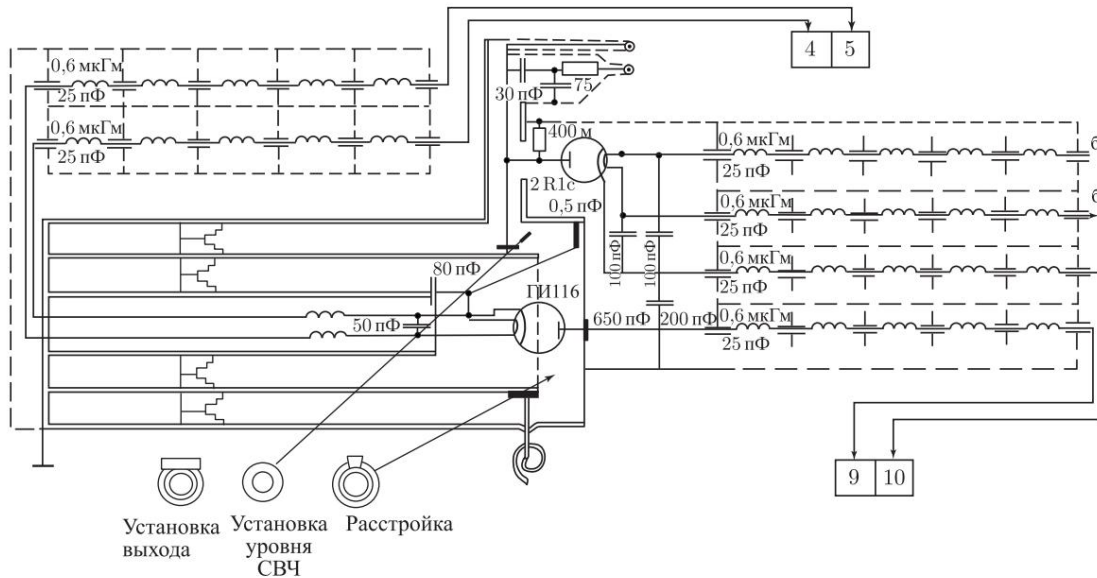 0,6 мкГм
25 пФ
0,6 мкГм
25 пФ
4 5
75
30 пФ
400 м
2 R1c
0,5 пФ
0,6 мкГм
25 пФ
б
0,6 мкГм
25 пФ
б
100 пФ
100 пФ
0,6 мкГм
25 пФ
80 пФ
ГИ116
50 пФ
650 пФ
200 пФ
0,6 мкГм
25 пФ
9 10
Установка
выхода
Установка
уровня
СВЧ
Расстройка